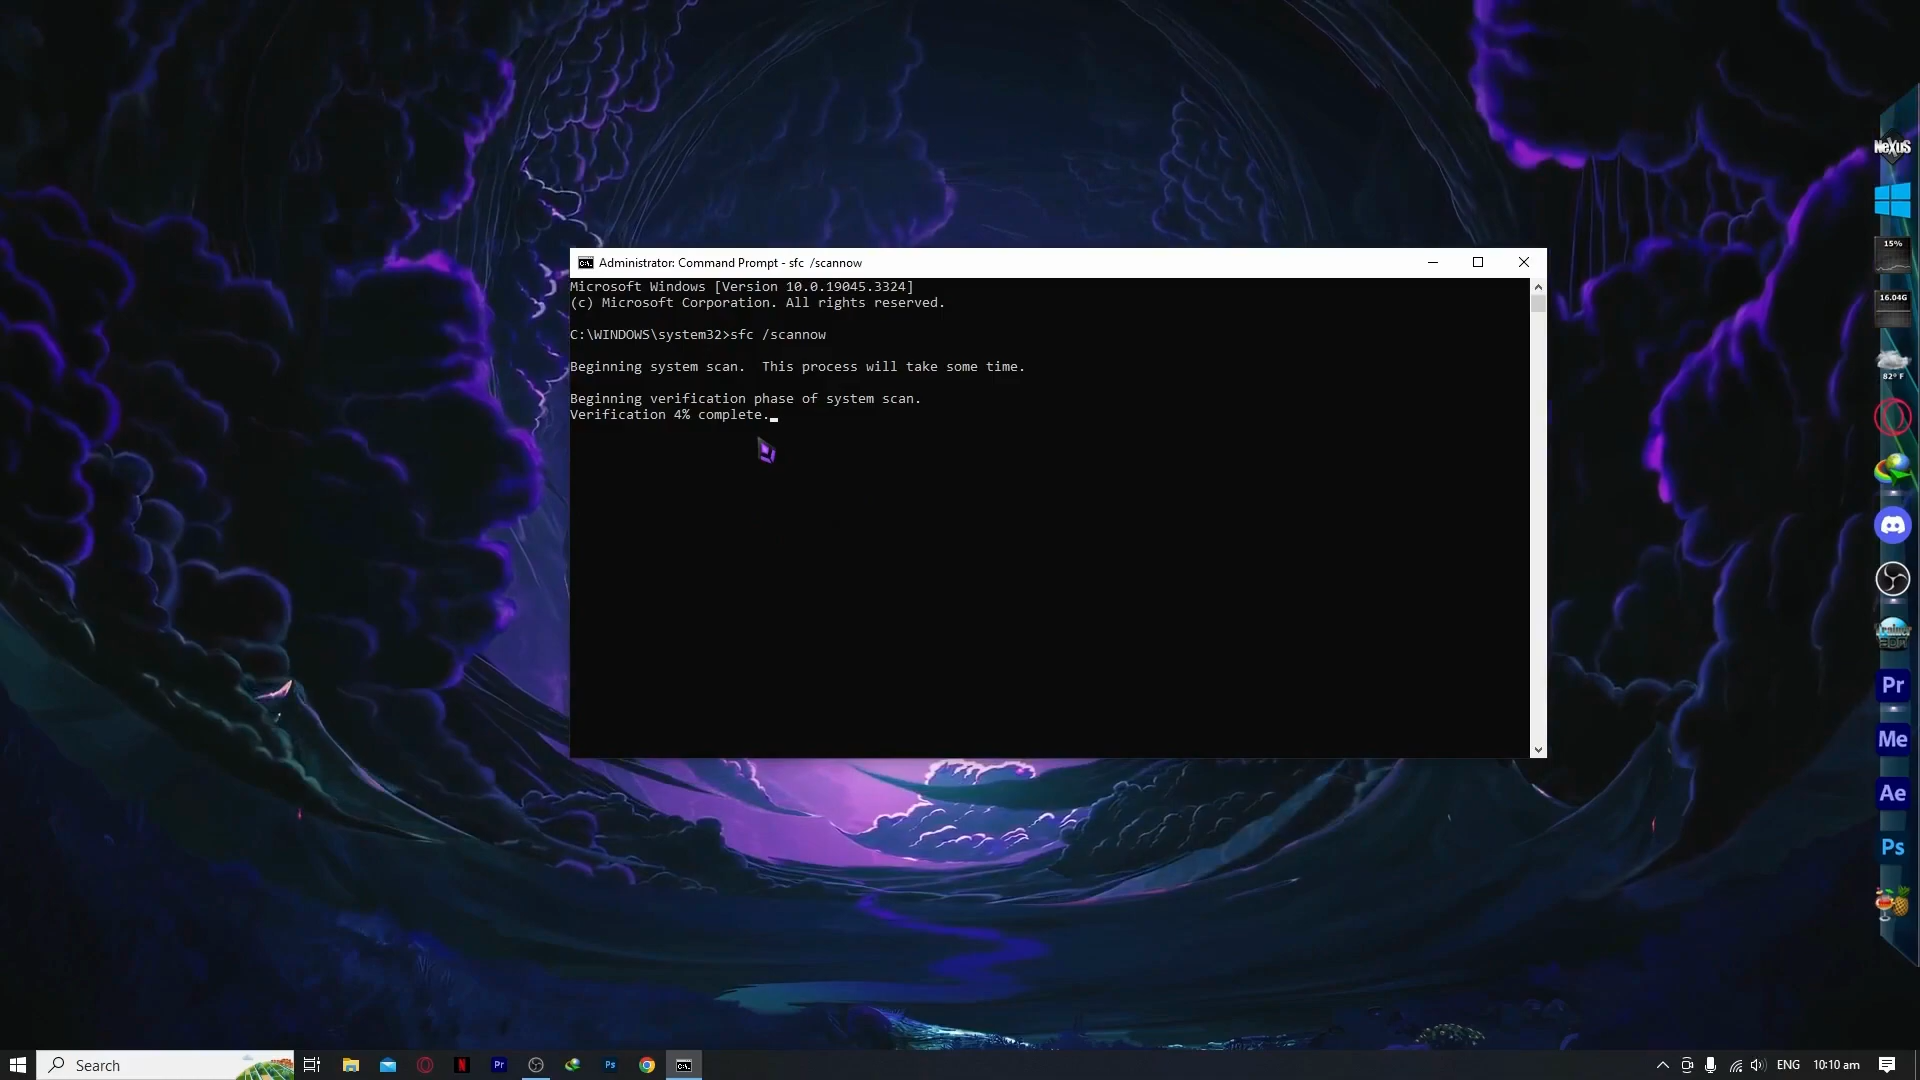 Administrator: Command Prompt - sfc  /scannow
Microsoft Windows [Version 10.0.19045.3324]
(c) Microsoft Corporation. All rights reserved.
C:\WINDOWS\system32>sfc /scannow
Beginning system scan.  This process will take some time.
Beginning verification phase of system scan.
Verification 4% complete.
NeXuS
15%
16.04G
82° F
Trainer
Pr
Me
Ae
Ps
Search
N
Pr
Ps
ENG
10:10 am